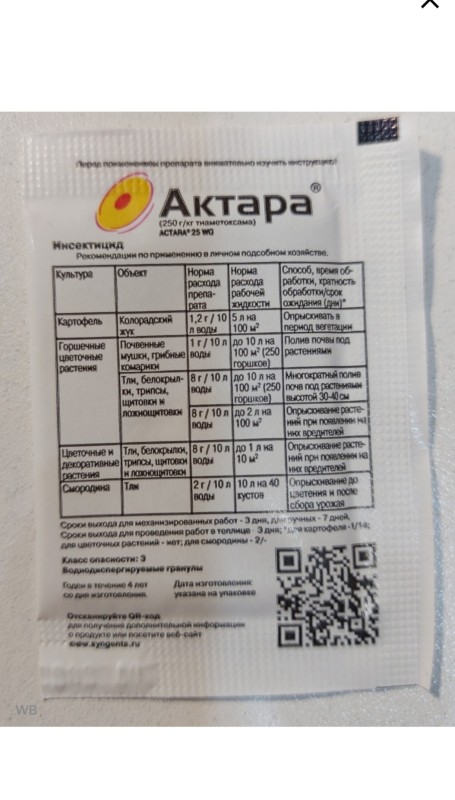 Перед применением препарата внимательно изучить инструкцию!
Актара®
(250 г/кг тиаметоксама)
ACTARA® 25 WG
Инсектицид
Рекомендации по применению в личном подсобном хозяйстве.
Культура Объект Норма расхода препарата Норма расхода рабочей жидкости Способ, время обработки, кратность обработки/срок ожидания (дни)*
Картофель Колорадский жук 1,2 г / 10 л воды 5 л на 100 м² Опрыскивать в период вегетации
Горшечные цветочные растения Почвенные мушки, грибные комарики 1 г / 10 л воды до 10 л на 100 м² (250 горшков) Полив почвы под растениями
Тли, белокрылки, трипсы, щитовки и ложнощитовки 8 г / 10 л воды до 10 л на 100 м² (250 горшков) Многократный полив почв под растениями высотой 30-40 см
8 г / 10 л воды до 2 л на 100 м² Опрыскивание растений при появлении на них вредителей
Цветочные и декоративные растения Тли, белокрылки, трипсы, щитовки и ложнощитовки 8 г / 10 л воды до 1 л на 10 м² Опрыскивание растений при появлении на них вредителей
Смородина Тли 2 г / 10 л воды 10 л на 40 кустов Опрыскивание до цветения и после сбора урожая
Сроки выхода для механизированных работ - 3 дня, для ручных - 7 дней.
Сроки выхода для проведения работ в теплице - 3 дня; *для картофеля -1/14;
для цветочных растений - нет; для смородины - 2/-
Класс опасности: 3
Воднодиспергируемые гранулы
Годен в течение 4 лет
со дня изготовления.
Дата изготовления:
указана на упаковке
Отсканируйте QR-код
для получения дополнительной информации
о продукте или посетите веб-сайт
www.syngenta.ru
WB